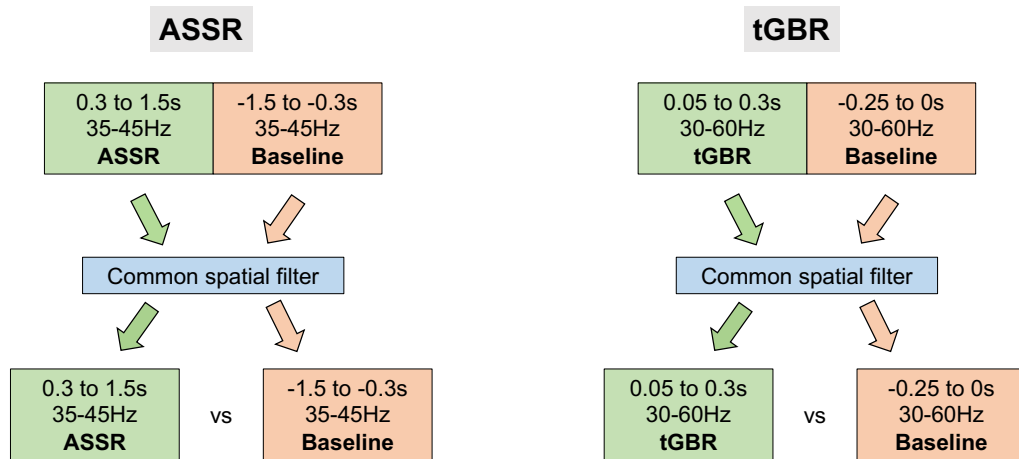 ASSR
0.3 to 1.5s
35-45Hz
ASSR
-1.5 to -0.3s
35-45Hz
Baseline
Common spatial filter
0.3 to 1.5s
35-45Hz
ASSR
vs
-1.5 to -0.3s
35-45Hz
Baseline
tGBR
0.05 to 0.3s
30-60Hz
tGBR
-0.25 to 0s
30-60Hz
Baseline
Common spatial filter
0.05 to 0.3s
30-60Hz
tGBR
vs
-0.25 to 0s
30-60Hz
Baseline